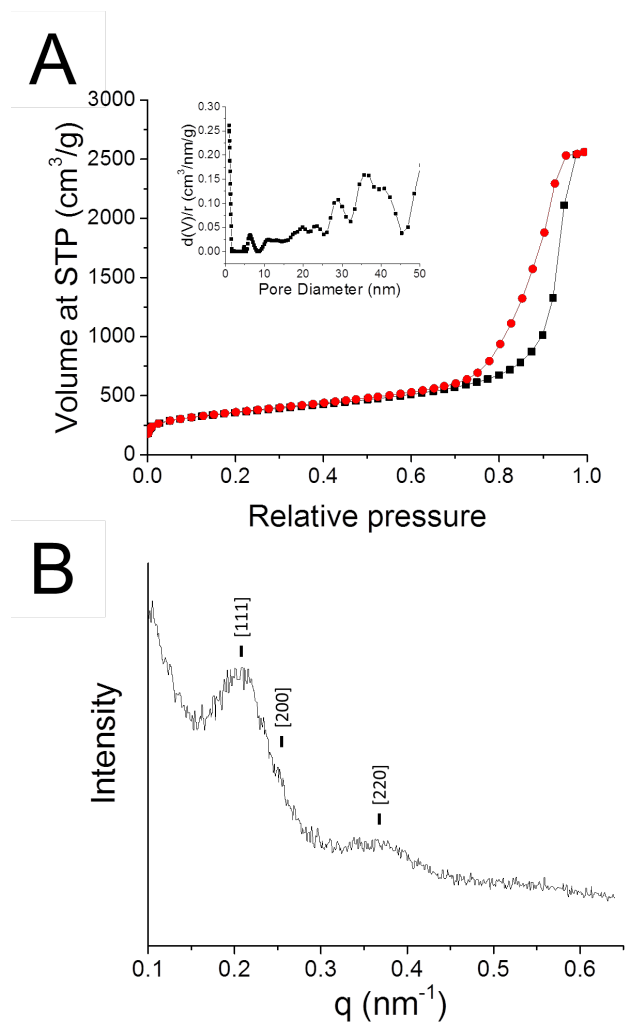 A
3000
2500
2000
1500
1000
500
0
Volume at STP (cm³/g)
0.0 0.2 0.4 0.6 0.8 1.0
Relative pressure
0.30
0.25
0.20
0.15
0.10
0.05
0.00
d(V)/r (cm³/nm/g)
0 10 20 30 40 50
Pore Diameter (nm)
B
[111]
[200]
[220]
Intensity
0.1 0.2 0.3 0.4 0.5 0.6
q (nm⁻¹)